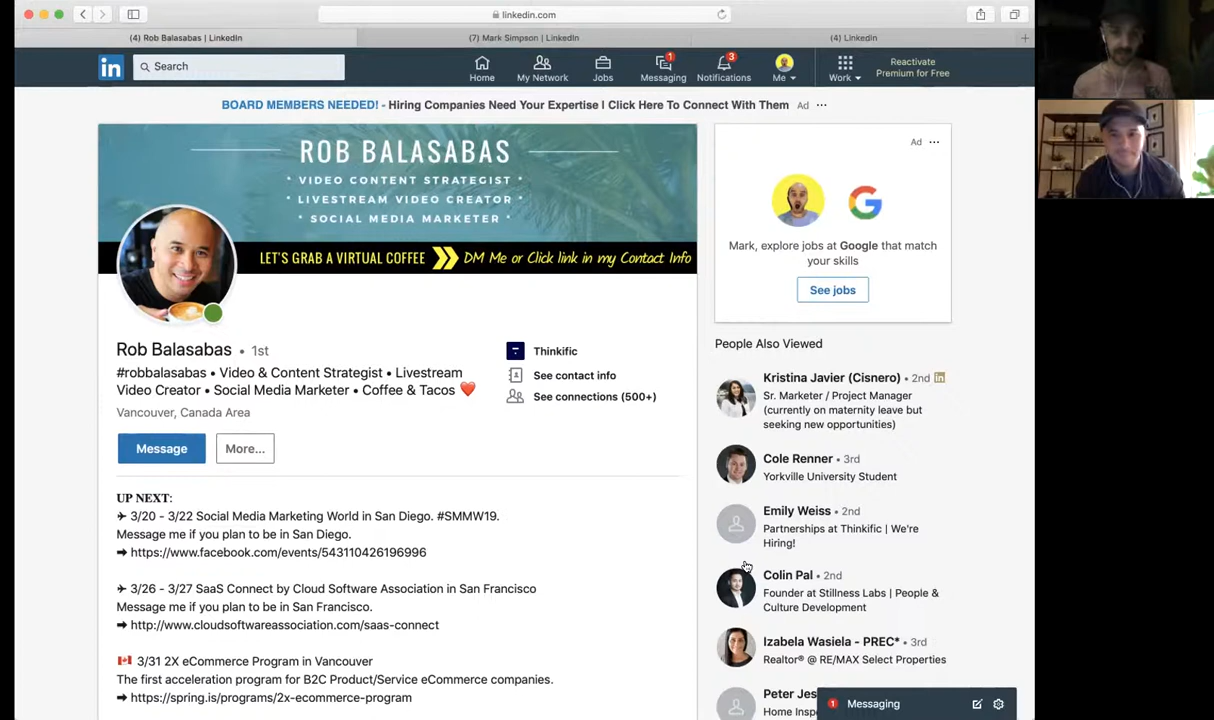 linkedin.com
(4) Rob Balasabas | LinkedIn
(7) Mark Simpson | LinkedIn
(4) LinkedIn
in
Search
Home
My Network
Jobs
1
Messaging
3
Notifications
Me
Work
Reactivate
Premium for Free
BOARD MEMBERS NEEDED! - Hiring Companies Need Your Expertise | Click Here To Connect With Them Ad ...
ROB BALASABAS
* VIDEO CONTENT STRATEGIST *
* LIVESTREAM VIDEO CREATOR *
* SOCIAL MEDIA MARKETER *
LET'S GRAB A VIRTUAL COFFEE DM Me or Click link in my Contact Info
Rob Balasabas • 1st
#robbalasabas • Video & Content Strategist • Livestream
Video Creator • Social Media Marketer • Coffee & Tacos ❤️
Vancouver, Canada Area
Message
More...
Thinkific
See contact info
See connections (500+)
UP NEXT:
✈ 3/20 - 3/22 Social Media Marketing World in San Diego. #SMMW19.
Message me if you plan to be in San Diego.
➡ https://www.facebook.com/events/543110426196996
✈ 3/26 - 3/27 SaaS Connect by Cloud Software Association in San Francisco
Message me if you plan to be in San Francisco.
➡ http://www.cloudsoftwareassociation.com/saas-connect
🇨🇦 3/31 2X eCommerce Program in Vancouver
The first acceleration program for B2C Product/Service eCommerce companies.
➡ https://spring.is/programs/2x-ecommerce-program
Ad ...
Mark, explore jobs at Google that match
your skills
See jobs
People Also Viewed
Kristina Javier (Cisnero) • 2nd in
Sr. Marketer / Project Manager
(currently on maternity leave but
seeking new opportunities)
Cole Renner • 3rd
Yorkville University Student
Emily Weiss • 2nd
Partnerships at Thinkific | We're
Hiring!
Colin Pal • 2nd
Founder at Stillness Labs | People &
Culture Development
Izabela Wasiela - PREC* • 3rd
Realtor® @ RE/MAX Select Properties
Peter Jes
Home Insp
1 Messaging